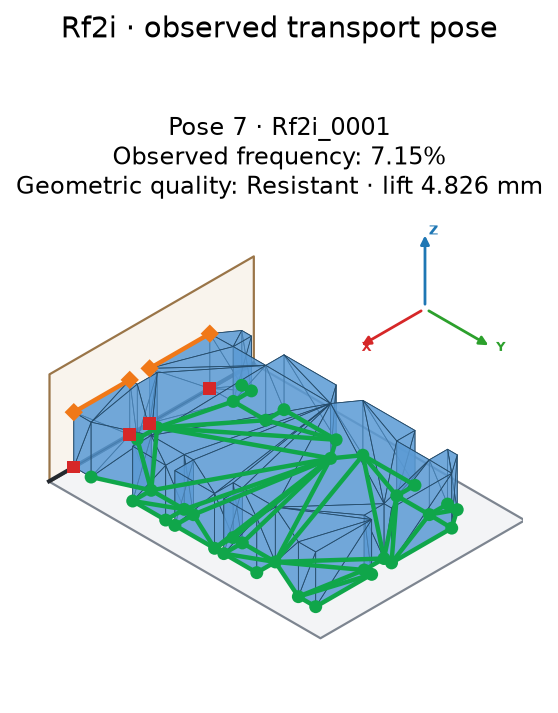 Rf2i · observed transport pose
Pose 7 · Rf2i_0001
Observed frequency: 7.15%
Geometric quality: Resistant · lift 4.826 mm
Z
X
Y